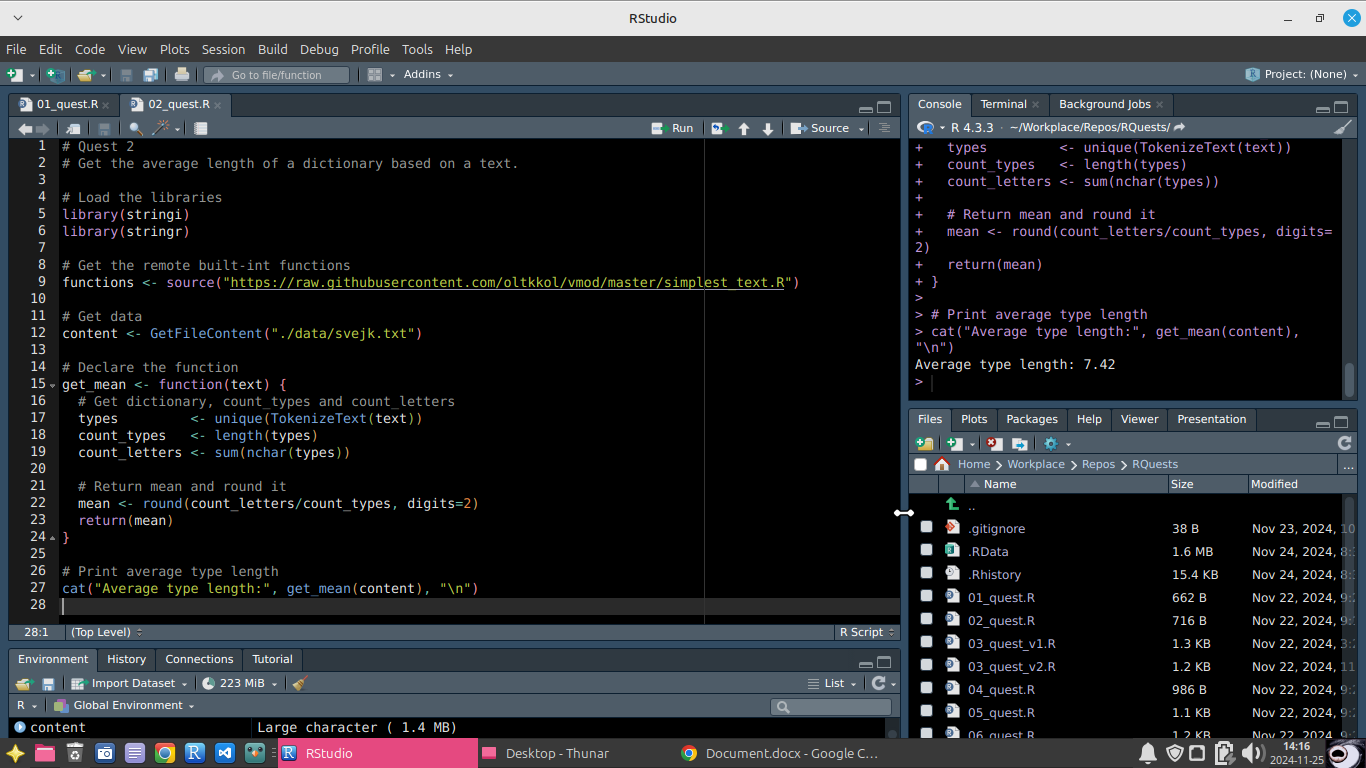 RStudio
File Edit Code View Plots Session Build Debug Profile Tools Help
Go to file/function Addins Project: (None)
01_quest.R 02_quest.R
Run Source
1 # Quest 2
2 # Get the average length of a dictionary based on a text.
3
4 # Load the libraries
5 library(stringi)
6 library(stringr)
7
8 # Get the remote built-int functions
9 functions <- source("https://raw.githubusercontent.com/oltkkol/vmod/master/simplest_text.R")
10
11 # Get data
12 content <- GetFileContent("./data/svejk.txt")
13
14 # Declare the function
15 get_mean <- function(text) {
16 # Get dictionary, count_types and count_letters
17 types <- unique(TokenizeText(text))
18 count_types <- length(types)
19 count_letters <- sum(nchar(types))
20
21 # Return mean and round it
22 mean <- round(count_letters/count_types, digits=2)
23 return(mean)
24 }
25
26 # Print average type length
27 cat("Average type length:", get_mean(content), "\n")
28
28:1 (Top Level) R Script
Environment History Connections Tutorial
Import Dataset 223 MiB List
R Global Environment
content Large character ( 1.4 MB)
Console Terminal Background Jobs
R 4.3.3 · ~/Workplace/Repos/RQuests/
+ types <- unique(TokenizeText(text))
+ count_types <- length(types)
+ count_letters <- sum(nchar(types))
+
+ # Return mean and round it
+ mean <- round(count_letters/count_types, digits=
2)
+ return(mean)
+ }
>
> # Print average type length
> cat("Average type length:", get_mean(content),
"\n")
Average type length: 7.42
>
Files Plots Packages Help Viewer Presentation
Home Workplace Repos RQuests ...
Name Size Modified
..
.gitignore 38 B Nov 23, 2024, 10
.RData 1.6 MB Nov 24, 2024, 8:
.Rhistory 15.4 KB Nov 24, 2024, 8:
01_quest.R 662 B Nov 22, 2024, 9:
02_quest.R 716 B Nov 22, 2024, 9:
03_quest_v1.R 1.3 KB Nov 22, 2024, 3:
03_quest_v2.R 1.2 KB Nov 22, 2024, 11
04_quest.R 986 B Nov 22, 2024, 9:
05_quest.R 1.1 KB Nov 22, 2024, 9:
06_quest.R 1.2 KB Nov 22, 2024,
RStudio Desktop - Thunar Document.docx - Google C... 14:16
2024-11-25